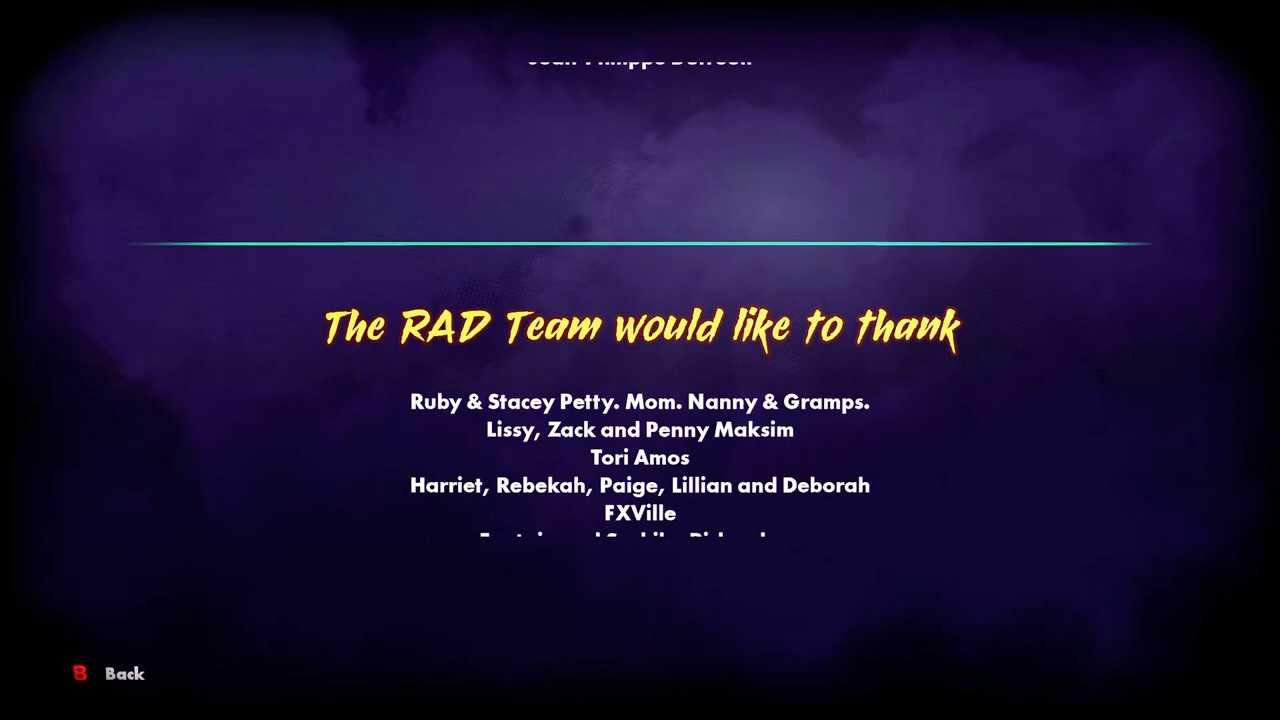 The RAD Team would like to thank
Ruby & Stacey Petty. Mom. Nanny & Gramps.
Lissy, Zack and Penny Maksim
Tori Amos
Harriet, Rebekah, Paige, Lillian and Deborah
FXVille
B Back